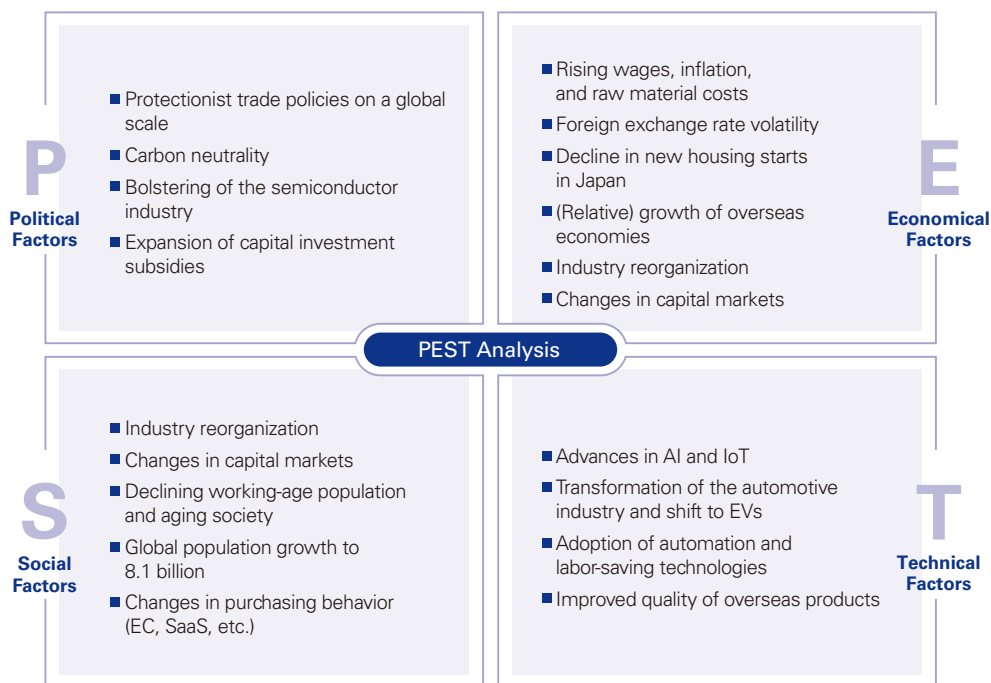 P
Political
Factors
■ Protectionist trade policies on a global
scale
■ Carbon neutrality
■ Bolstering of the semiconductor
industry
■ Expansion of capital investment
subsidies
E
Economical
Factors
■ Rising wages, inflation,
and raw material costs
■ Foreign exchange rate volatility
■ Decline in new housing starts
in Japan
■ (Relative) growth of overseas
economies
■ Industry reorganization
■ Changes in capital markets
PEST Analysis
S
Social
Factors
■ Industry reorganization
■ Changes in capital markets
■ Declining working-age population
and aging society
■ Global population growth to
8.1 billion
■ Changes in purchasing behavior
(EC, SaaS, etc.)
T
Technical
Factors
■ Advances in AI and IoT
■ Transformation of the automotive
industry and shift to EVs
■ Adoption of automation and
labor-saving technologies
■ Improved quality of overseas products